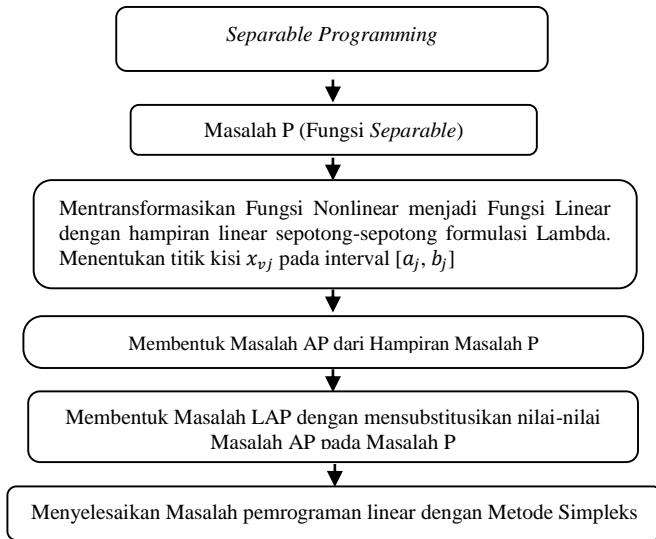 Separable Programming
Masalah P (Fungsi Separable)
Mentransformasikan Fungsi Nonlinear menjadi Fungsi Linear
dengan hampiran linear sepotong-sepotong formulasi Lambda.
Menentukan titik kisi x_{vj} pada interval [a_j, b_j]
Membentuk Masalah AP dari Hampiran Masalah P
Membentuk Masalah LAP dengan mensubstitusikan nilai-nilai
Masalah AP pada Masalah P
Menyelesaikan Masalah pemrograman linear dengan Metode Simpleks